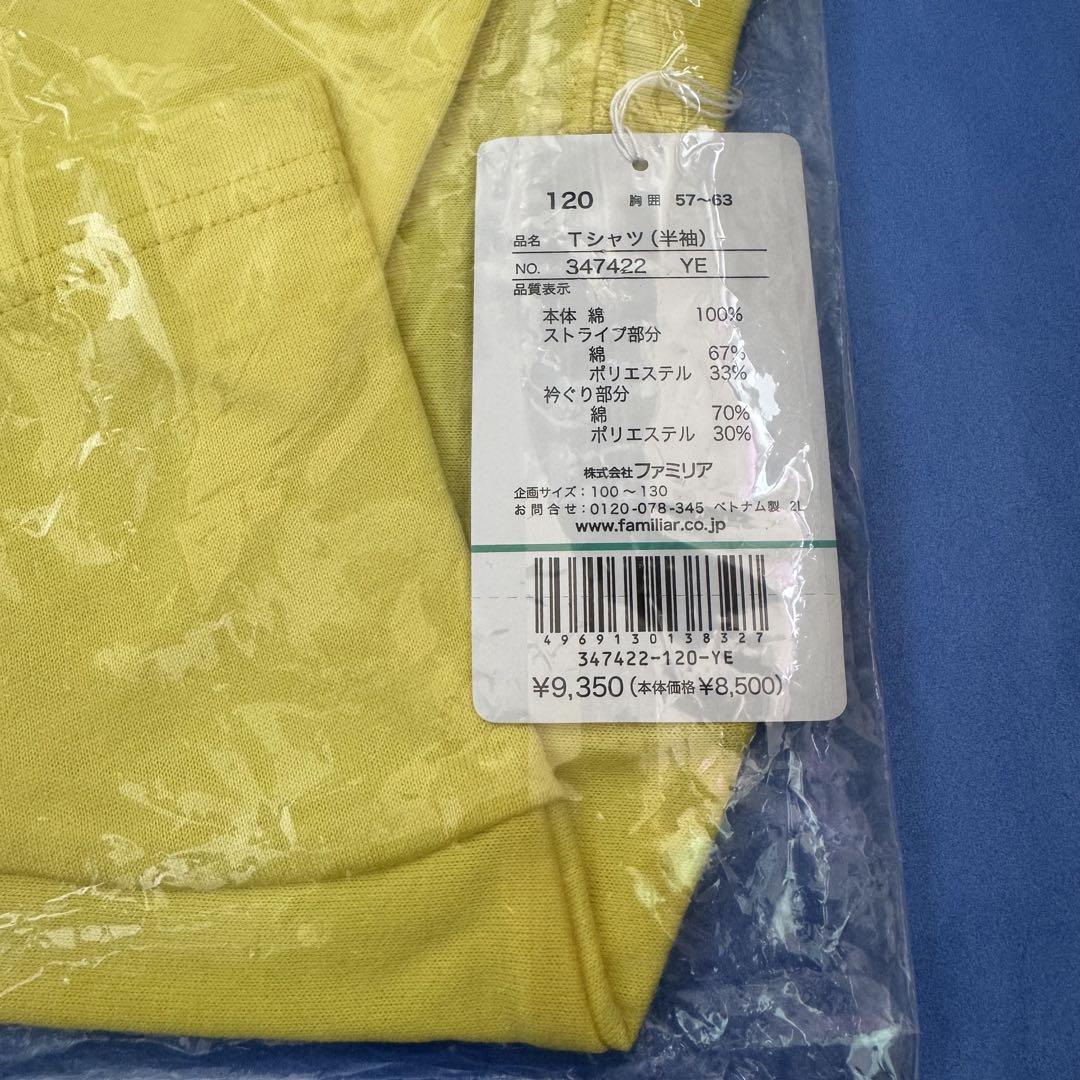 120 胸囲 57〜63
品名 Tシャツ(半袖)
NO. 347422 YE
品質表示
本体 綿 100%
ストライプ部分
綿 67%
ポリエステル 33%
衿ぐり部分
綿 70%
ポリエステル 30%
株式会社ファミリア
企画サイズ:100〜130
お問合せ:0120-078-345 ベトナム製 2L
www.familiar.co.jp
4969130138327
347422-120-YE
¥9,350(本体価格¥8,500)